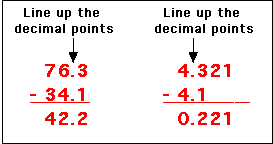 Line up the
decimal points
76.3
- 34.1
42.2
Line up the
decimal points
4.321
- 4.1
0.221